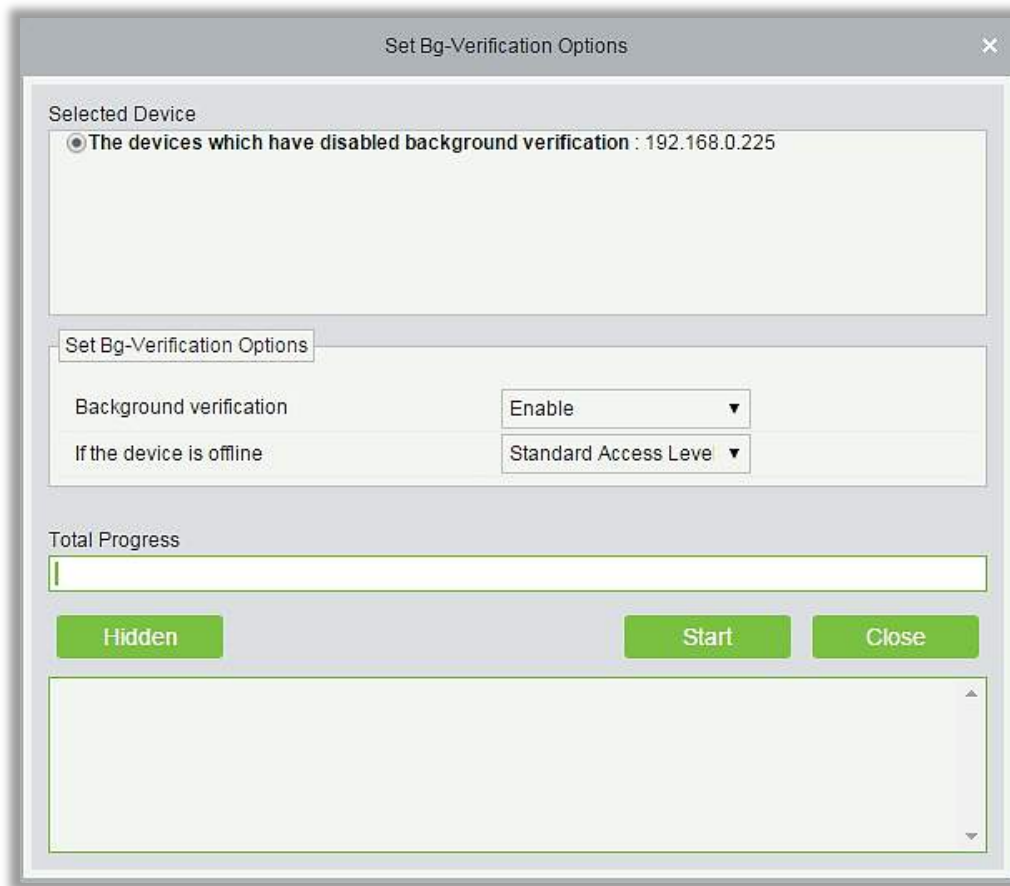 Set Bg-Verification Options
Selected Device
The devices which have disabled background verification : 192.168.0.225
Set Bg-Verification Options
Background verification
Enable
If the device is offline
Standard Access Leve
Total Progress
Hidden
Start
Close